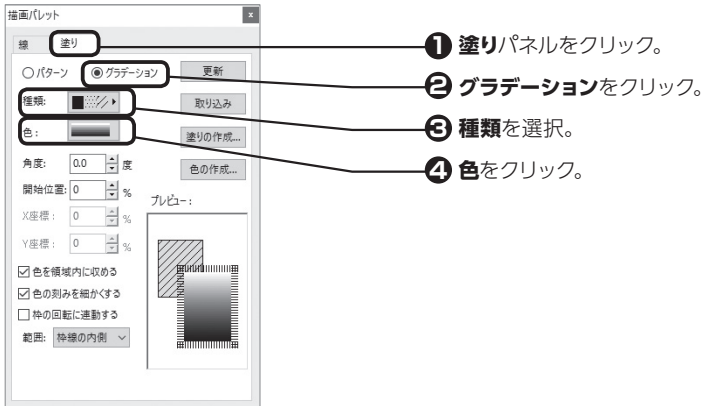 描画パレット x
線 塗り
○パターン ◉グラデーション 更新
種類: 取り込み
色: 塗りの作成...
角度: 0.0 度 色の作成...
開始位置: 0 %
プレビュー:
X座標: 0 %
Y座標: 0 %
☑色を領域内に収める
☑色の刻みを細かくする
☐枠の回転に連動する
範囲: 枠線の内側
❶ 塗りパネルをクリック。
❷ グラデーションをクリック。
❸ 種類を選択。
❹ 色をクリック。